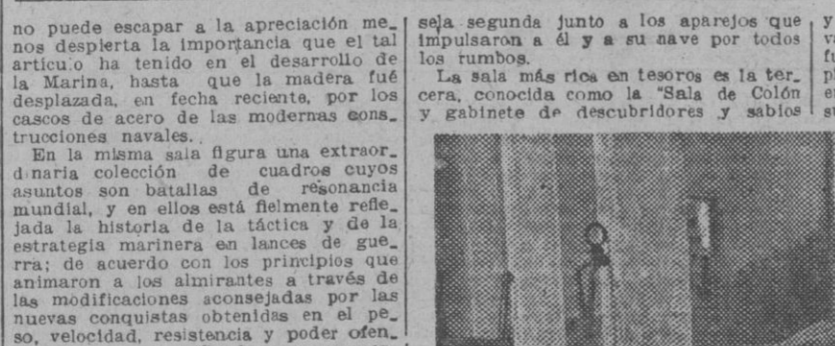 no puede escapar a la apreciación me_
nos despierta la importancia que el tal
artícu'o ha tenido en el desarrollo de
la Marina, hasta que la madera fué
desplazada, en fecha reciente, por los
cascos de acero de las modernas cons_
trucciones navales.
En la misma sala figura una extraor_
d naria colección de cuadros cuyos
asuntos son batallas de resonancia
mundial, y en ellos está fielmente refle_
jada la historia de la táctica y de la
estrategia marinera en lances de gue_
rra; de acuerdo con los principios que
animaron a los almirantes a través de
las modificaciones aconsejadas por las
nuevas conquistas obtenidas en el pe_
so, velocidad, resistencia y poder ofen_
seja segunda junto a los aparejos que
impulsaron a él y a su nave por todos
los rumbos.
La sala más rica en tesoros es la ter_
cera, conocida como la "Sala de Colón
y gabinete de descubridores y sabios
y